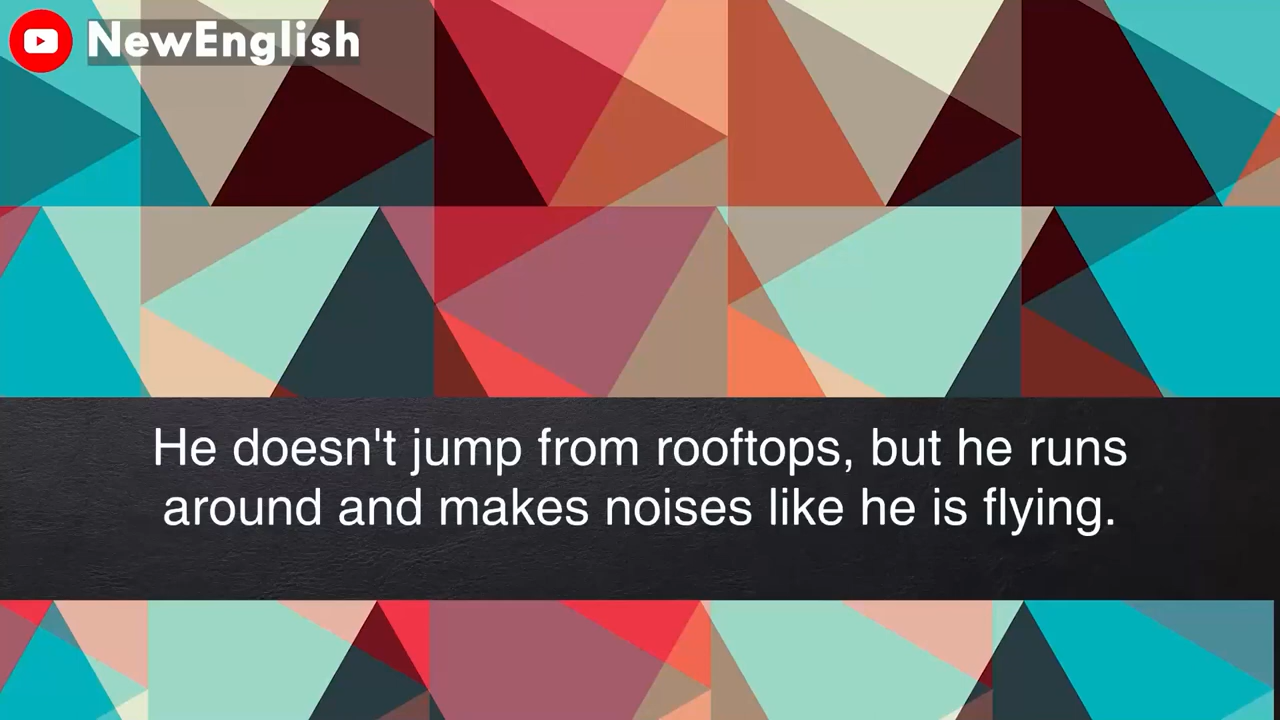 NewEnglish
He doesn't jump from rooftops, but he runs
around and makes noises like he is flying.